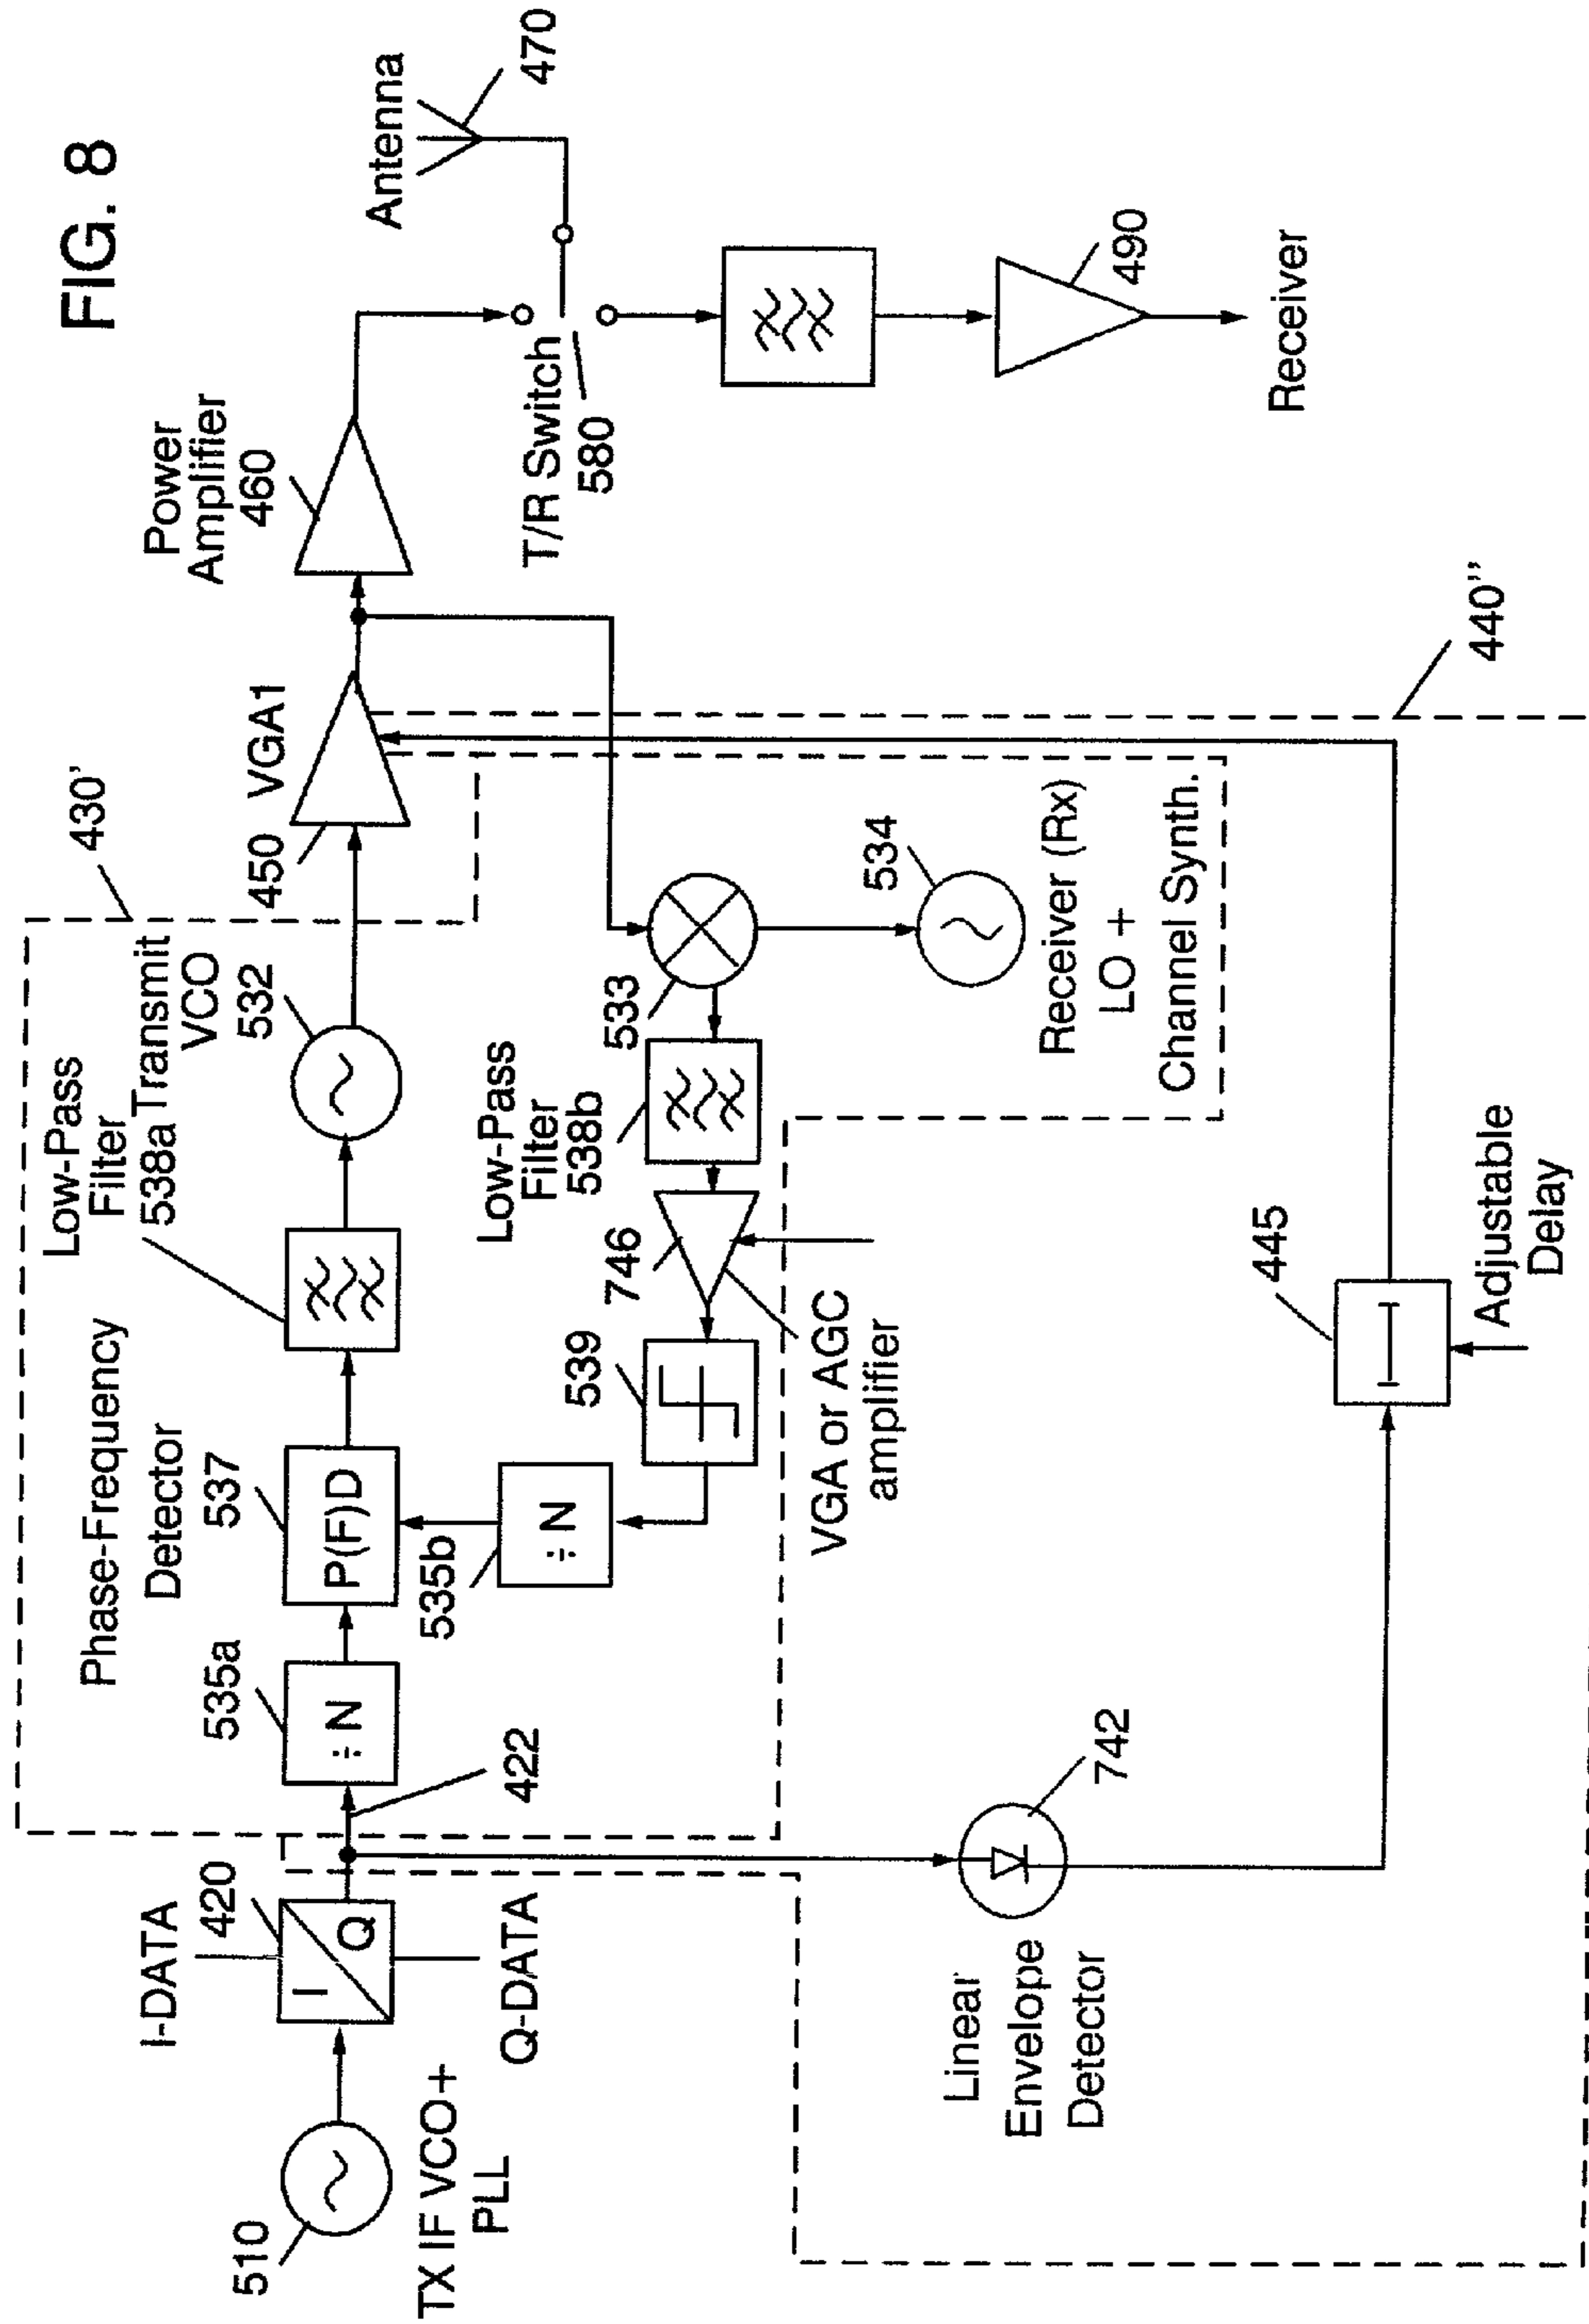 FIG. 8
Antenna
470
Power
Amplifier
460
T/R Switch
580
490
Receiver
430'
450
VGA1
Low-Pass
Filter
538a
Transmit
VCO
532
Phase-Frequency
Detector
537
P(F)D
535a
÷ N
422
I-DATA
420
I
Q
Q-DATA
510
TX IF VCO+
PLL
535b
÷ N
539
746
VGA or AGC
amplifier
Low-Pass
Filter
538b
533
534
Receiver (Rx)
LO +
Channel Synth.
440"
445
Adjustable
Delay
742
Linear
Envelope
Detector